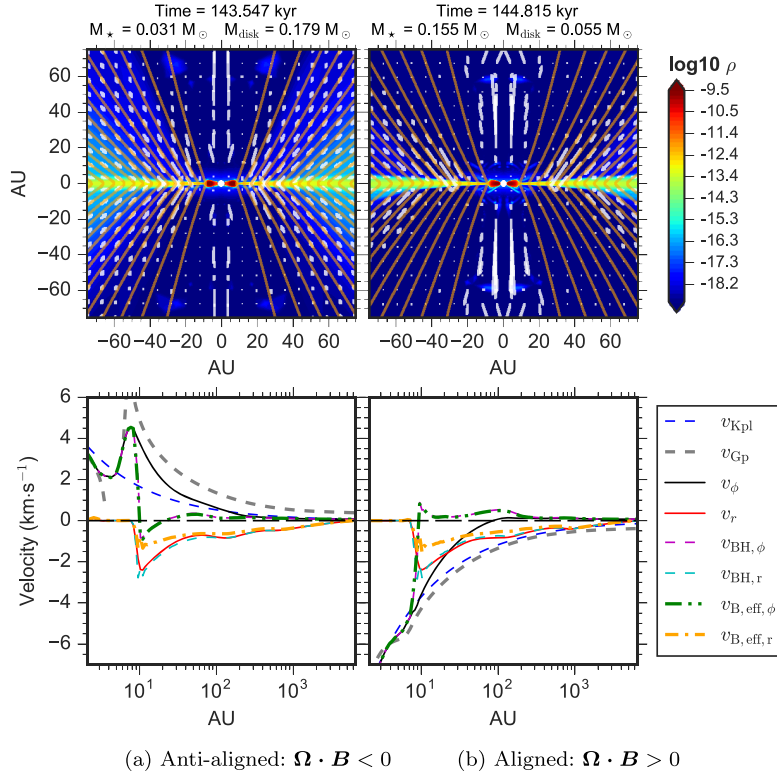 Time = 143.547 kyr
M⋆ = 0.031 M⊙ Mdisk = 0.179 M⊙
Time = 144.815 kyr
M⋆ = 0.155 M⊙ Mdisk = 0.055 M⊙
log10 ρ
-9.5
-10.5
-11.5
-12.5
-13.4
-14.4
-15.3
-16.3
-17.3
-18.2
AU
60
40
20
0
−20
−40
−60
−60 −40 −20 0 20 40 60
AU
−60 −40 −20 0 20 40 60
AU
Velocity (km·s⁻¹)
6
4
2
0
−2
−4
−6
10¹ 10² 10³
AU
10¹ 10² 10³
AU
vKpl
vGp
vϕ
vr
vBH,ϕ
vBH,r
vB,eff,ϕ
vB,eff,r
(a) Anti-aligned: Ω · B < 0
(b) Aligned: Ω · B > 0